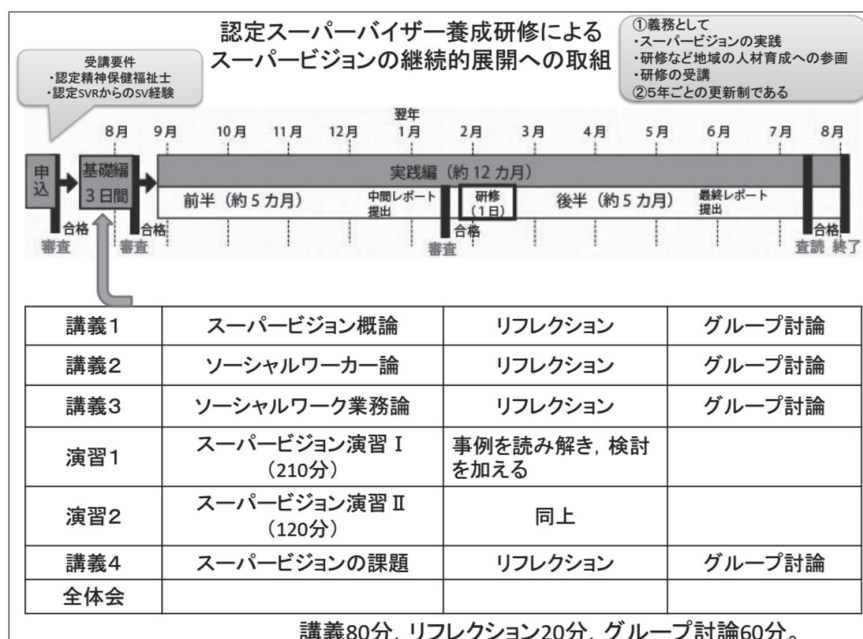 認定スーパーバイザー養成研修による
スーパービジョンの継続的展開への取組
受講要件
・認定精神保健福祉士
・認定SVRからのSV経験
①義務として
・スーパービジョンの実践
・研修など地域の人材育成への参画
・研修の受講
②5年ごとの更新制である
翌年
8月 9月 10月 11月 12月 1月 2月 3月 4月 5月 6月 7月 8月
申込
基礎編
3日間
実践編（約12カ月）
前半（約5カ月）
中間レポート
提出
研修
（1日）
後半（約5カ月）
最終レポート
提出
合格 合格 合格 合格
審査 審査 審査 査読 終了
講義1 スーパービジョン概論 リフレクション グループ討論
講義2 ソーシャルワーカー論 リフレクション グループ討論
講義3 ソーシャルワーク業務論 リフレクション グループ討論
演習1 スーパービジョン演習Ⅰ
（210分） 事例を読み解き，検討
を加える
演習2 スーパービジョン演習Ⅱ
（120分） 同上
講義4 スーパービジョンの課題 リフレクション グループ討論
全体会
講義80分，リフレクション20分，グループ討論60分。